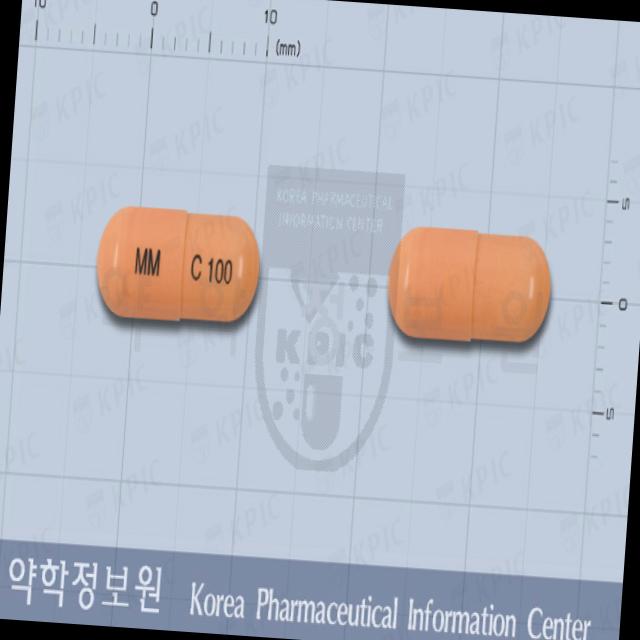 10 0 10
(mm)
KOREA PHARMACEUTICAL
INFORMATION CENTER
MM C 100
5
0
5
KPIC
약학정보원 Korea Pharmaceutical Information Center